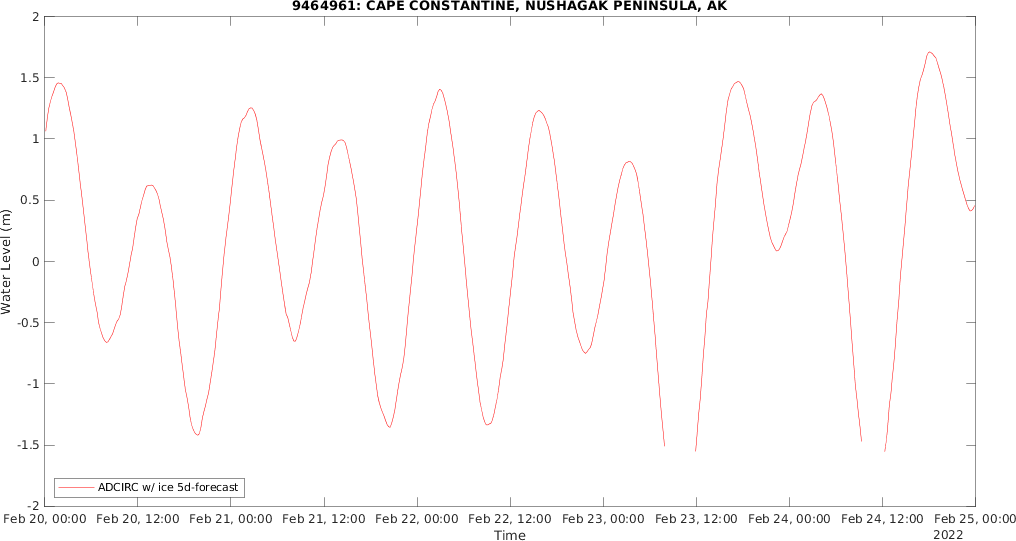 9464961: CAPE CONSTANTINE, NUSHAGAK PENINSULA, AK
2
1.5
1
0.5
0
-0.5
-1
-1.5
-2
Water Level (m)
ADCIRC w/ ice 5d-forecast
Feb 20, 00:00 Feb 20, 12:00 Feb 21, 00:00 Feb 21, 12:00 Feb 22, 00:00 Feb 22, 12:00 Feb 23, 00:00 Feb 23, 12:00 Feb 24, 00:00 Feb 24, 12:00 Feb 25, 00:00
Time
2022